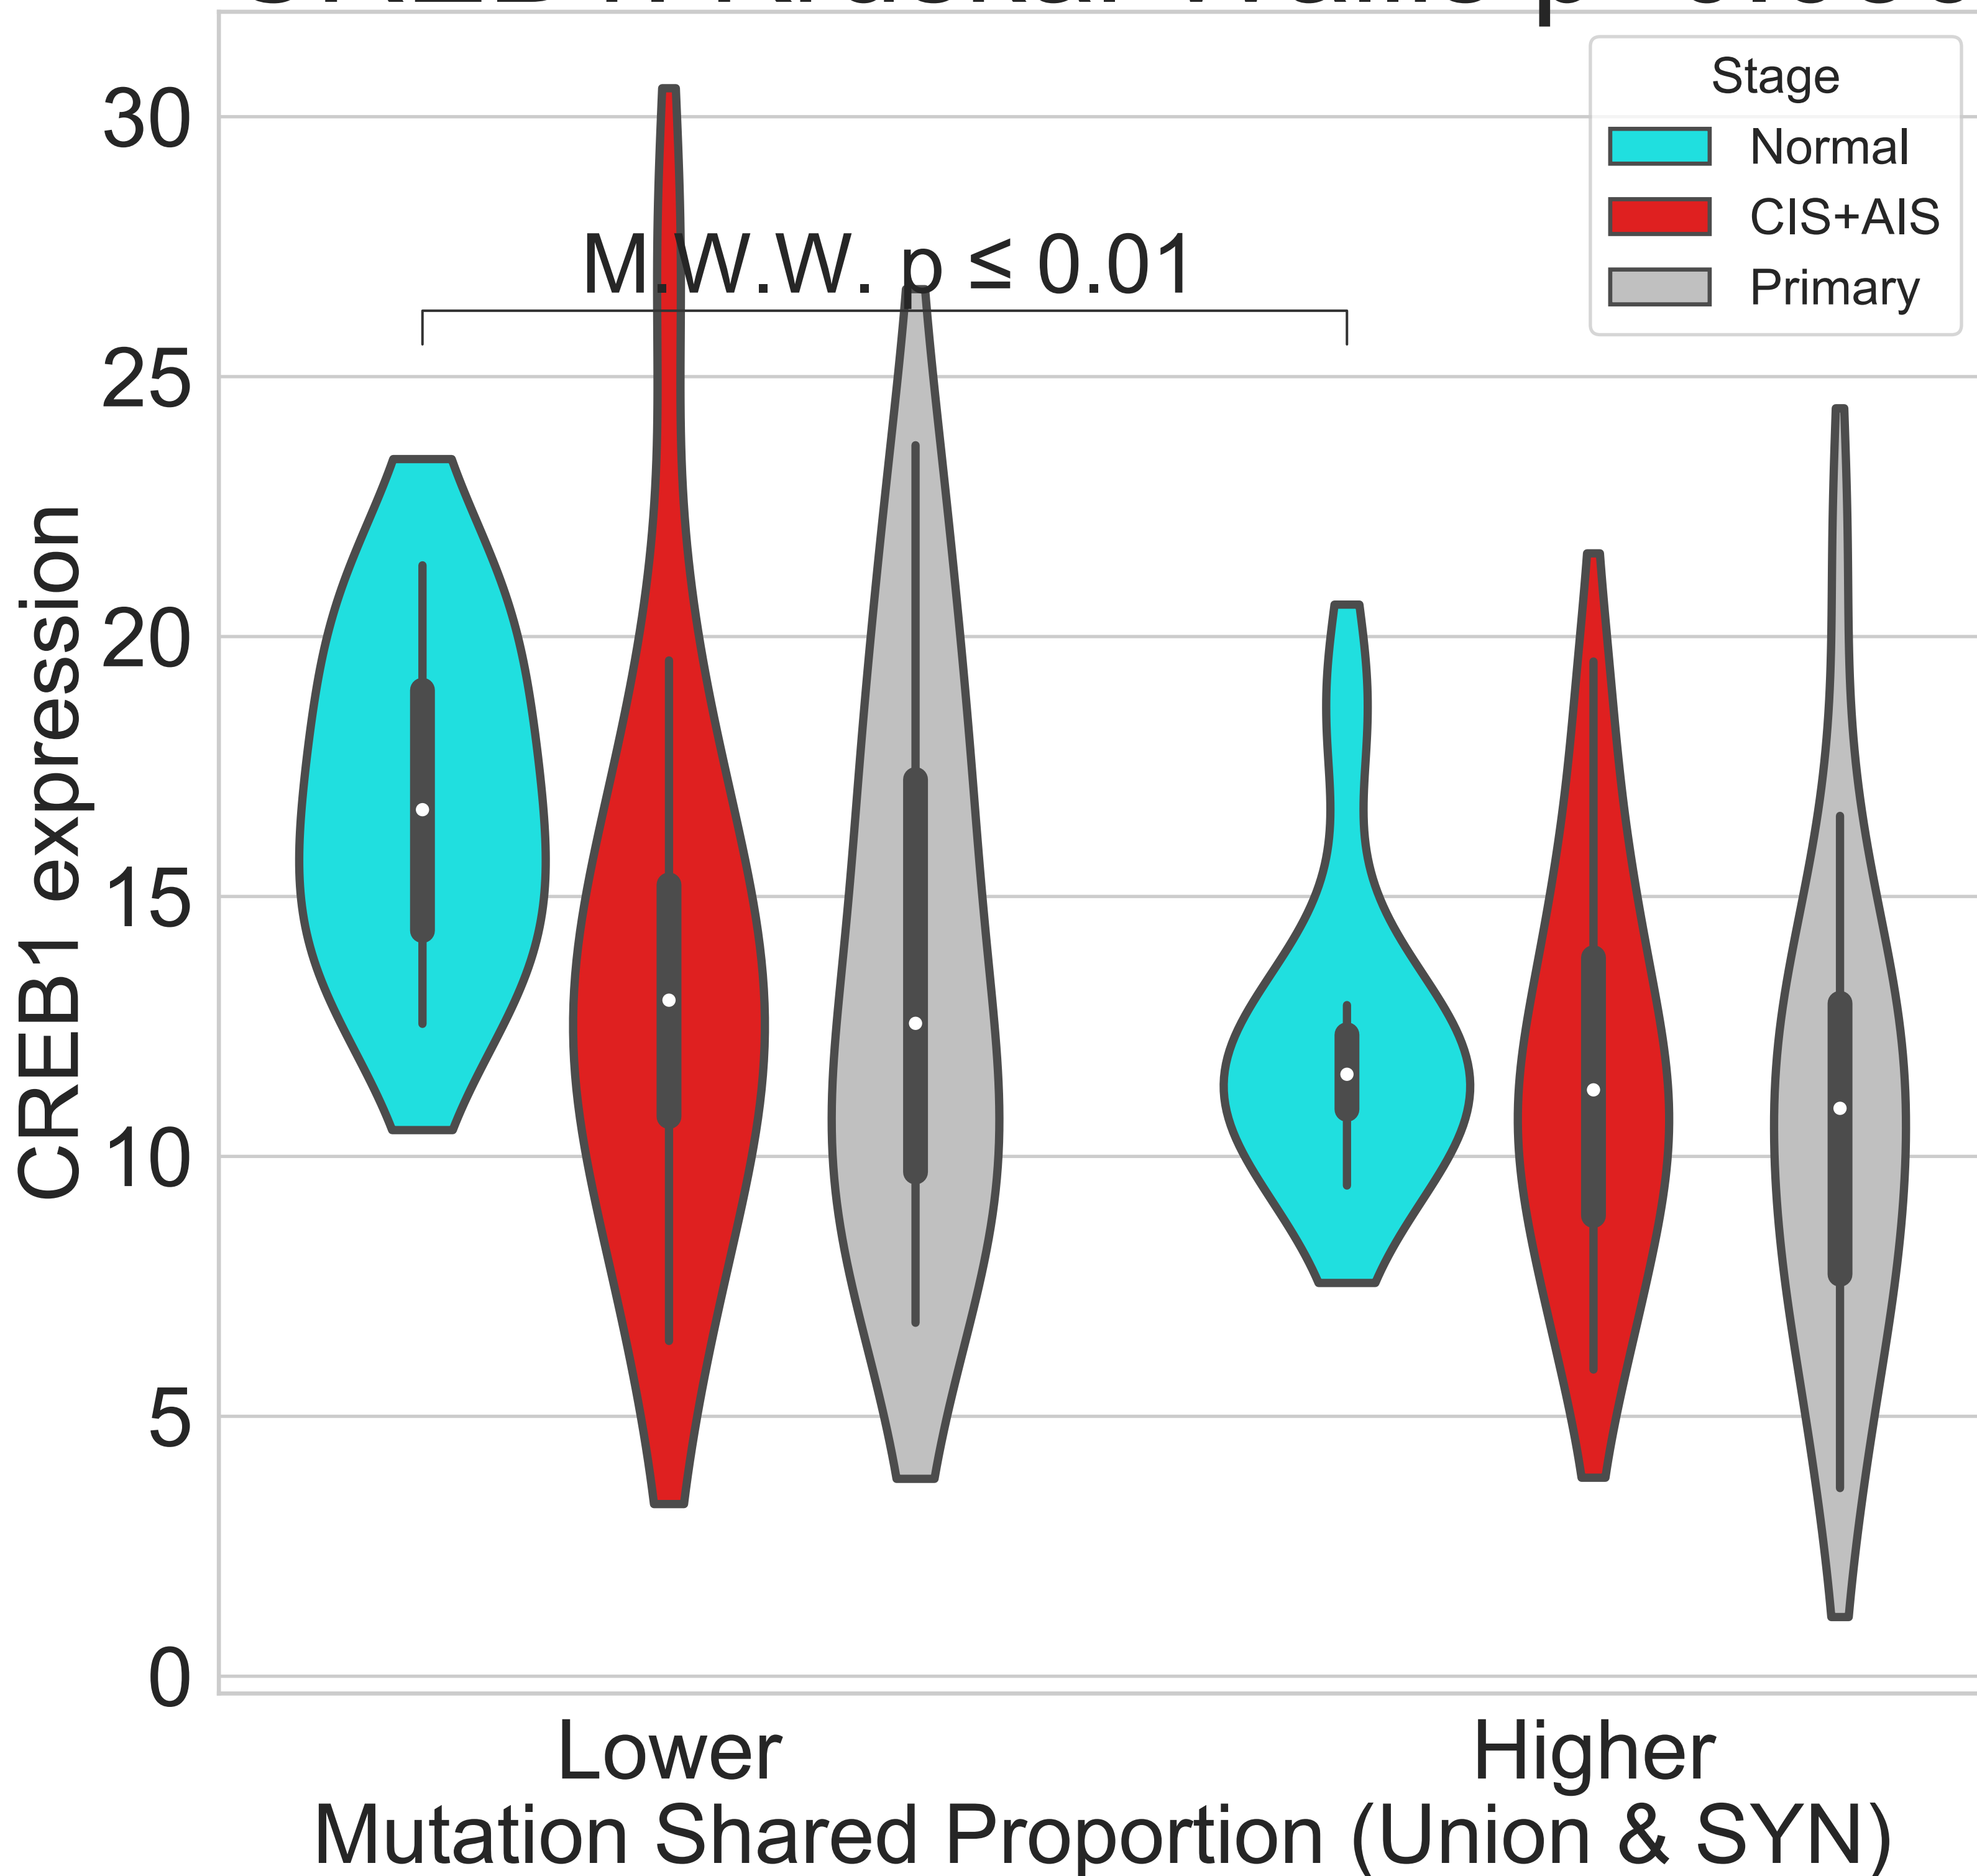 Stage
Normal
CIS+AIS
Primary
M.W.W. p ≤ 0.01
30
25
20
15
10
5
0
CREB1 expression
Lower
Higher
Mutation Shared Proportion (Union & SYN)